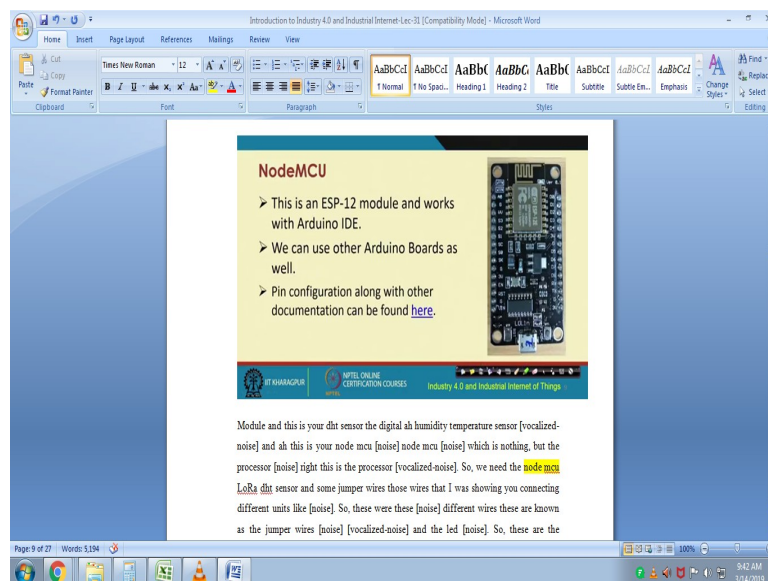 Introduction to Industry 4.0 and Industrial Internet-Lec-31 [Compatibility Mode] - Microsoft Word
Home Insert Page Layout References Mailings Review View
Cut
Copy
Format Painter
Paste
Clipboard
Times New Roman 12
Font
Paragraph
AaBbCcI AaBbCcI AaBb( AaBbC AaBb( AaBbCcI AaBbCcI AaBbCcI
¶ Normal ¶ No Spaci... Heading 1 Heading 2 Title Subtitle Subtle Em... Emphasis
Change Styles
Styles
Find
Replac
Select
Editing
NodeMCU
➢ This is an ESP-12 module and works
with Arduino IDE.
➢ We can use other Arduino Boards as
well.
➢ Pin configuration along with other
documentation can be found here.
IIT KHARAGPUR
NPTEL
NPTEL ONLINE
CERTIFICATION COURSES
Industry 4.0 and Industrial Internet of Things
Module and this is your dht sensor the digital ah humidity temperature sensor [vocalized-
noise] and ah this is your node mcu [noise] node mcu [noise] which is nothing, but the
processor [noise] right this is the processor [vocalized-noise]. So, we need the node mcu
LoRa dht sensor and some jumper wires those wires that I was showing you connecting
different units like [noise]. So, these were these [noise] different wires these are known
as the jumper wires [noise] [vocalized-noise] and the led [noise]. So, these are the
Page: 9 of 27 Words: 5,194
100%
9:42 AM
3/14/2019